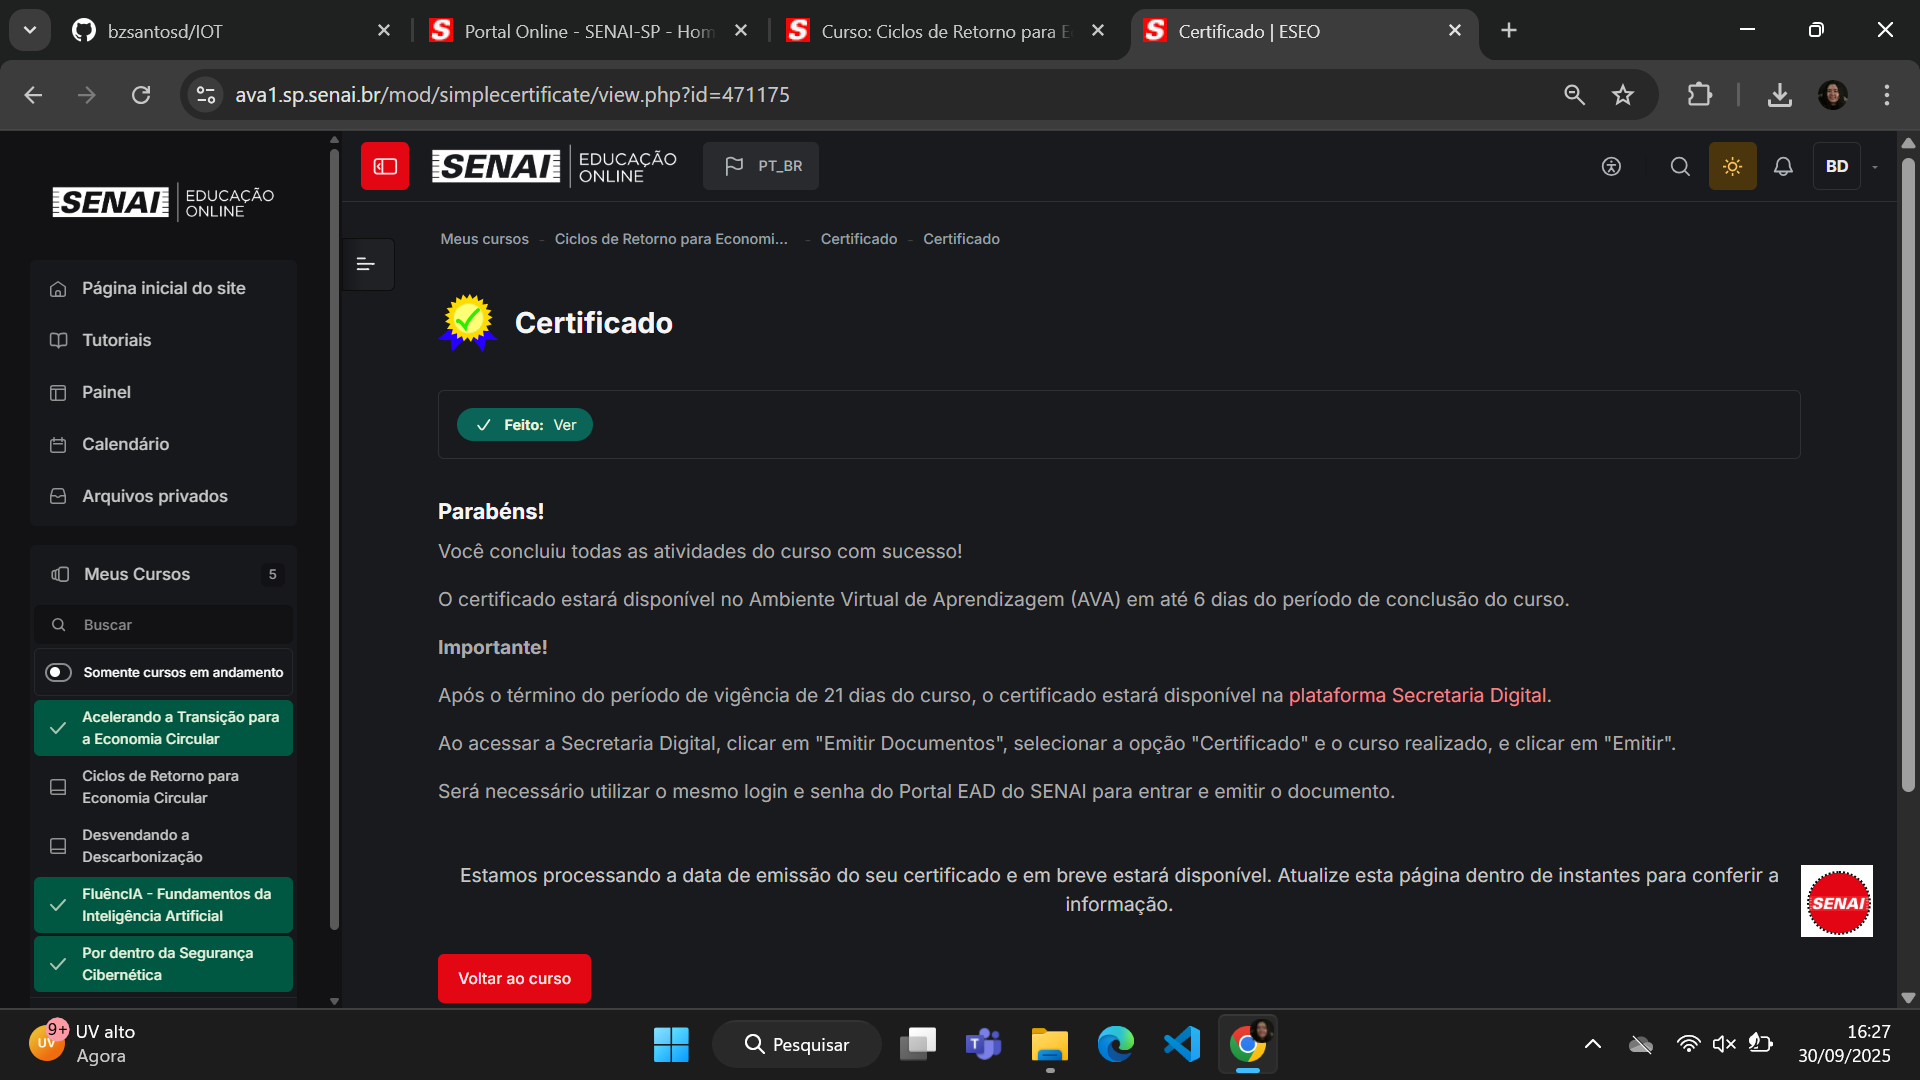 bzsantosd/IOT
Portal Online - SENAI-SP - Hom
Curso: Ciclos de Retorno para E
Certificado | ESEO
ava1.sp.senai.br/mod/simplecertificate/view.php?id=471175
SENAI EDUCAÇÃO ONLINE
PT_BR
BD
SENAI EDUCAÇÃO ONLINE
Página inicial do site
Tutoriais
Painel
Calendário
Arquivos privados
Meus Cursos 5
Buscar
Somente cursos em andamento
Acelerando a Transição para
a Economia Circular
Ciclos de Retorno para
Economia Circular
Desvendando a
Descarbonização
FluêncIA - Fundamentos da
Inteligência Artificial
Por dentro da Segurança
Cibernética
Meus cursos - Ciclos de Retorno para Economi... - Certificado - Certificado
Certificado
Feito: Ver
Parabéns!
Você concluiu todas as atividades do curso com sucesso!
O certificado estará disponível no Ambiente Virtual de Aprendizagem (AVA) em até 6 dias do período de conclusão do curso.
Importante!
Após o término do período de vigência de 21 dias do curso, o certificado estará disponível na plataforma Secretaria Digital.
Ao acessar a Secretaria Digital, clicar em "Emitir Documentos", selecionar a opção "Certificado" e o curso realizado, e clicar em "Emitir".
Será necessário utilizar o mesmo login e senha do Portal EAD do SENAI para entrar e emitir o documento.
Estamos processando a data de emissão do seu certificado e em breve estará disponível. Atualize esta página dentro de instantes para conferir a
informação.
SENAI
Voltar ao curso
9+
UV
UV alto
Agora
Pesquisar
16:27
30/09/2025